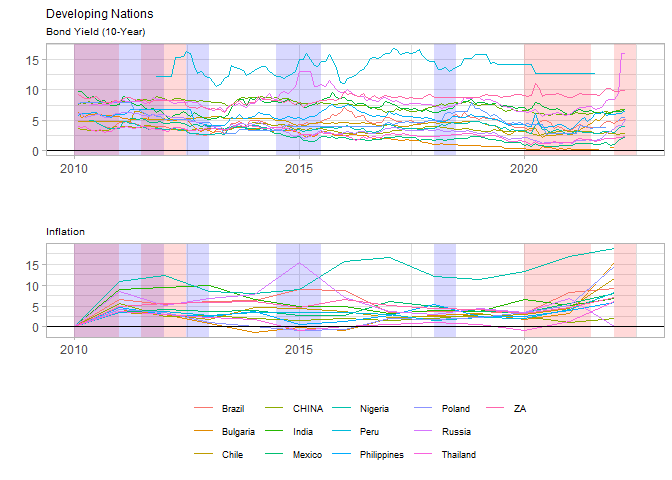 Developing Nations
Bond Yield (10-Year)
15
10
5
0
2010 2015 2020
Inflation
15
10
5
0
2010 2015 2020
Brazil CHINA Nigeria Poland ZA
Bulgaria India Peru Russia
Chile Mexico Philippines Thailand